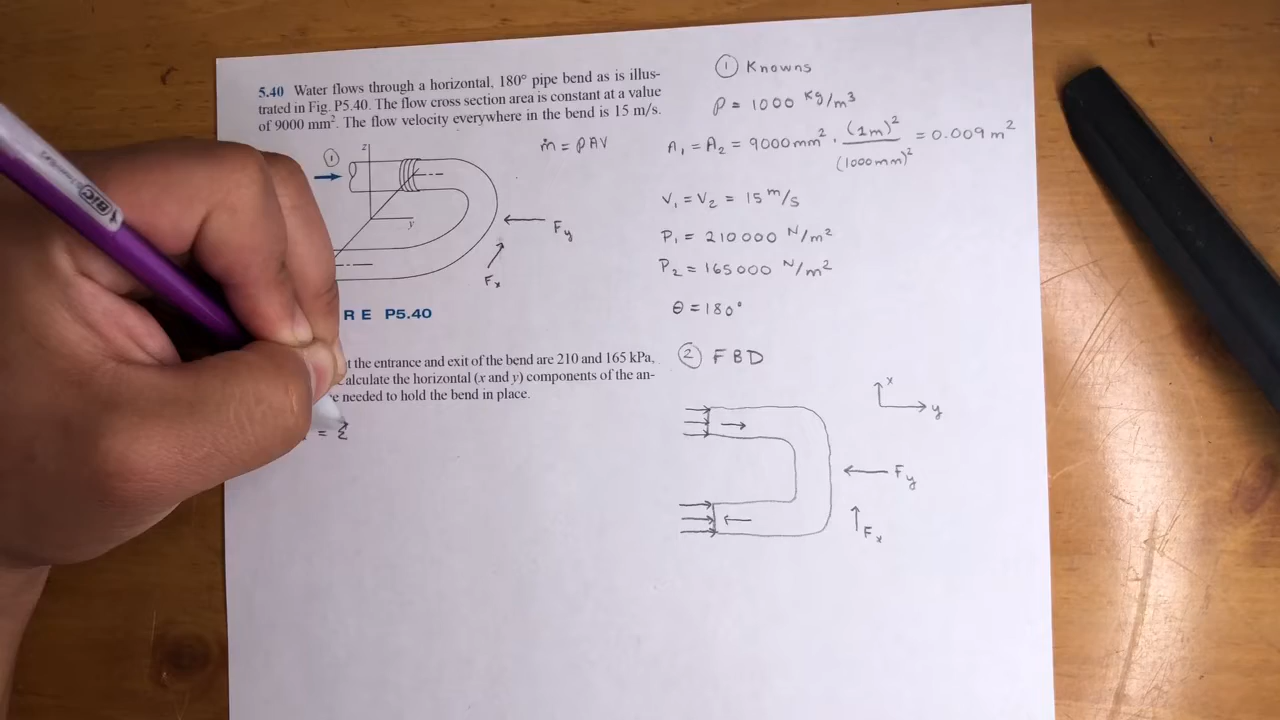 5.40 Water flows through a horizontal, 180° pipe bend as is illus-
trated in Fig. P5.40. The flow cross section area is constant at a value
of 9000 mm². The flow velocity everywhere in the bend is 15 m/s.
ṁ = ρAV
①
z
y
Fy
Fx
R E P5.40
t the entrance and exit of the bend are 210 and 165 kPa,
alculate the horizontal (x and y) components of the an-
e needed to hold the bend in place.
= Σ
① Knowns
ρ = 1000 kg/m³
A₁ = A₂ = 9000mm² · (1m)²/(1000mm)² = 0.009 m²
V₁ = V₂ = 15 m/s
P₁ = 210000 N/m²
P₂ = 165000 N/m²
θ = 180°
② FBD
x
y
Fy
Fx
BIC